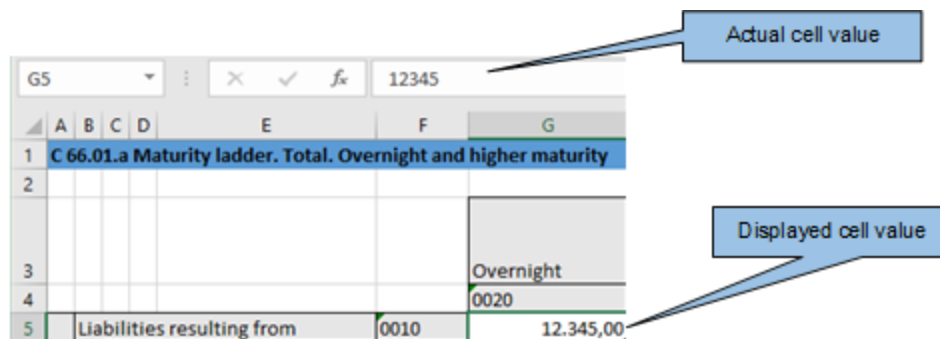 Actual cell value
G5 fx 12345
A B C D E F G
1 C 66.01.a Maturity ladder. Total. Overnight and higher maturity
2
Displayed cell value
3 Overnight
4 0020
5 Liabilities resulting from 0010 12.345,00